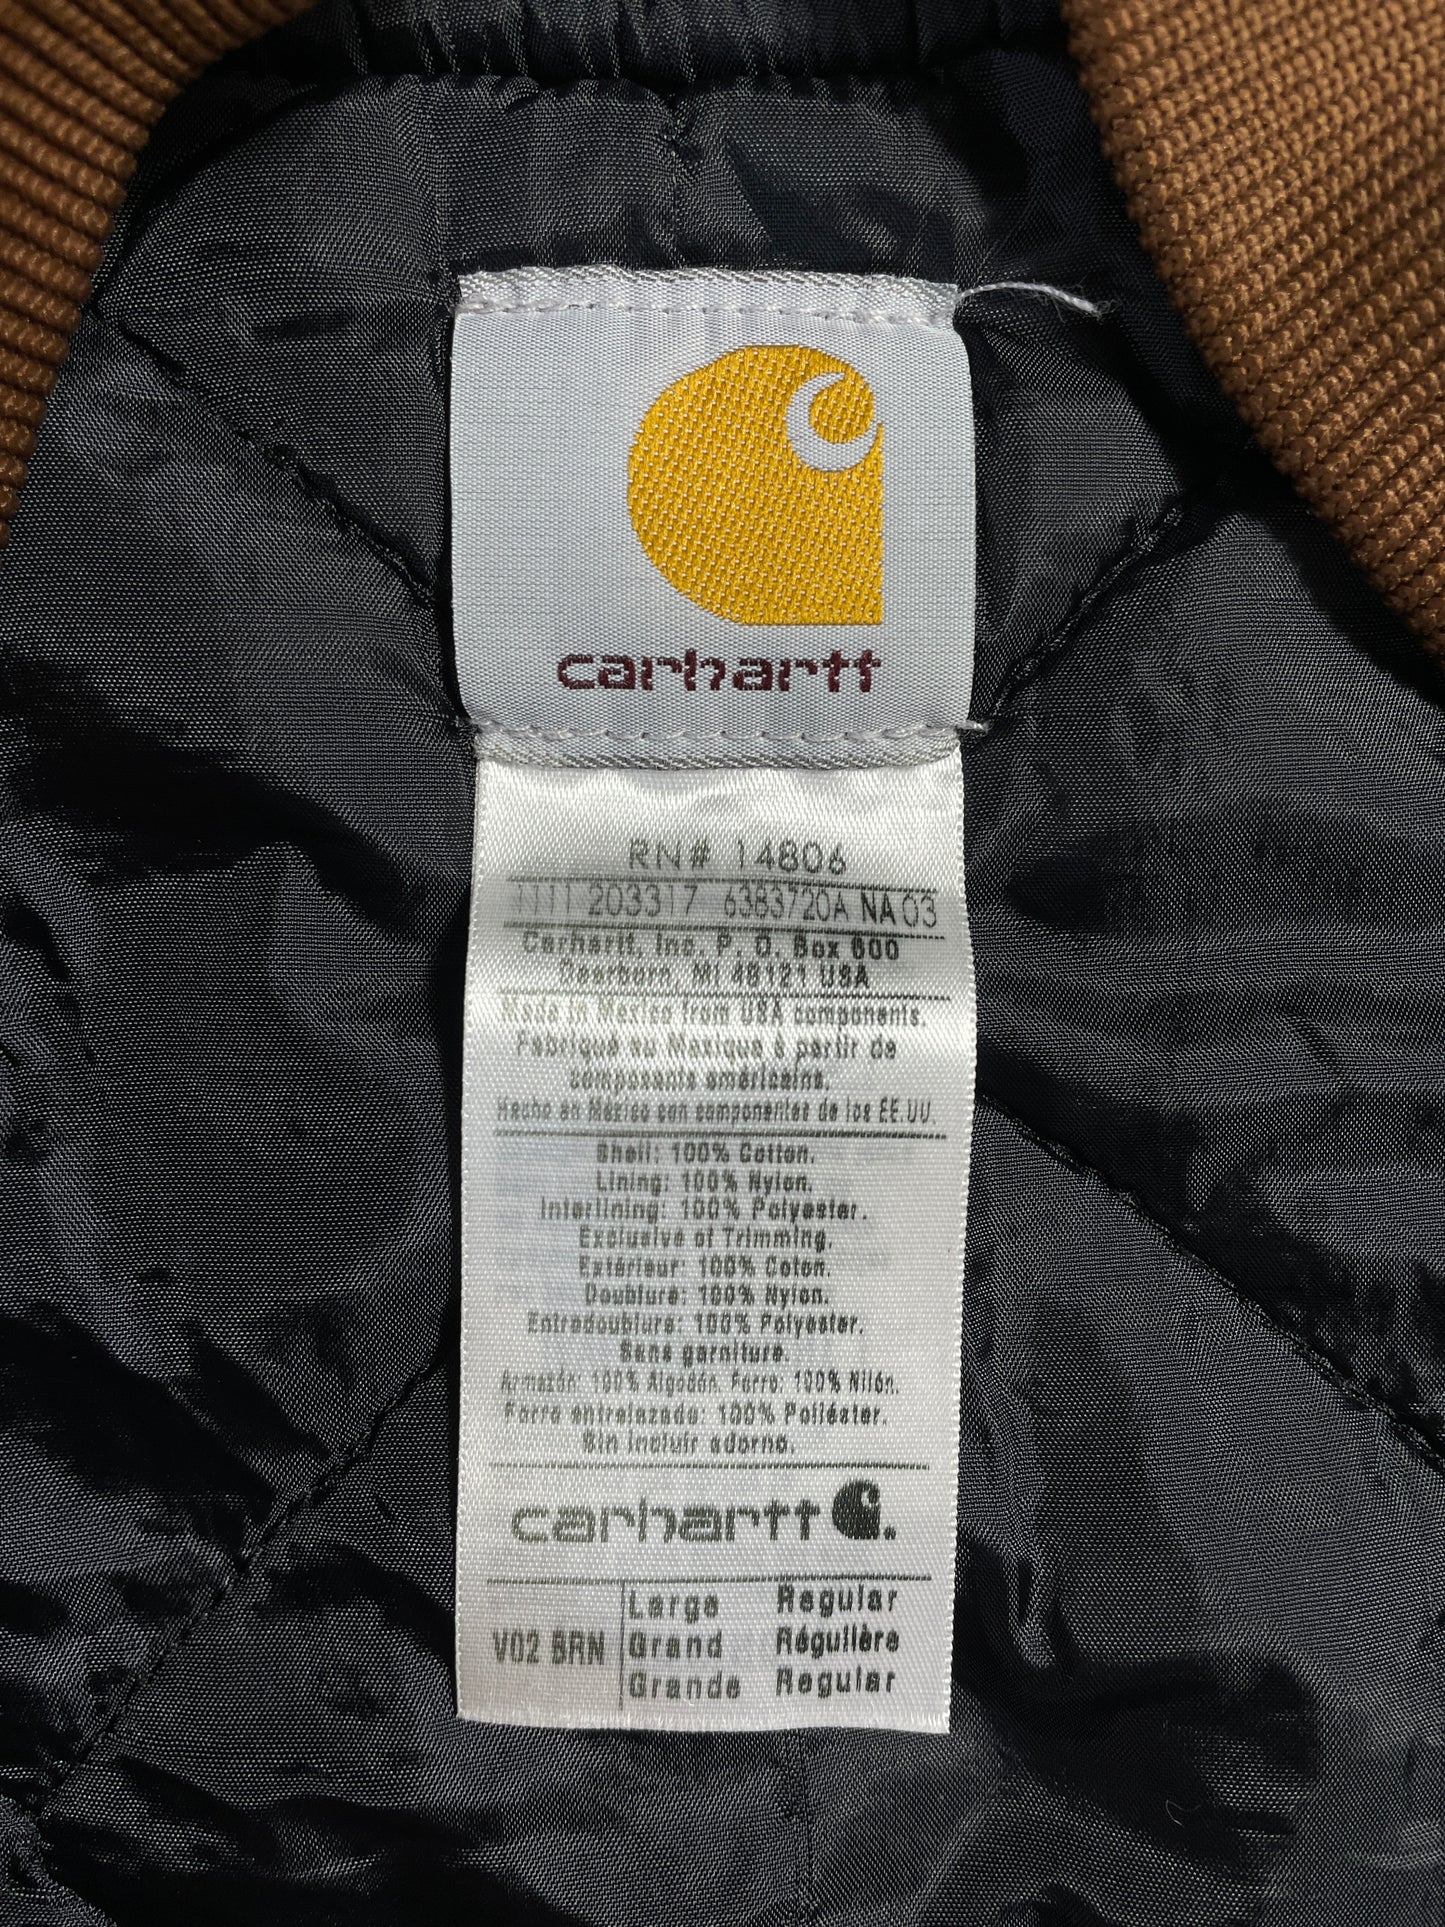 carhartt
RN# 14806
1111 203317 6383720A NA 03
Carhartt, Inc. P. O. Box 600
Dearborn, MI 48121 USA
Made in Mexico from USA components.
Fabriqué au Mexique à partir de
composants américains.
Hecho en México con componentes de los EE.UU.
Shell: 100% Cotton.
Lining: 100% Nylon.
Interlining: 100% Polyester.
Exclusive of Trimming.
Extérieur: 100% Coton.
Doublure: 100% Nylon.
Entredoublure: 100% Polyester.
Sans garniture.
Armazón: 100% Algodón. Forro: 100% Nilón.
Forro entrelazado: 100% Poliéster.
Sin incluir adorno.
carhartt
V02 BRN
Large Regular
Grand Régulière
Grande Regular